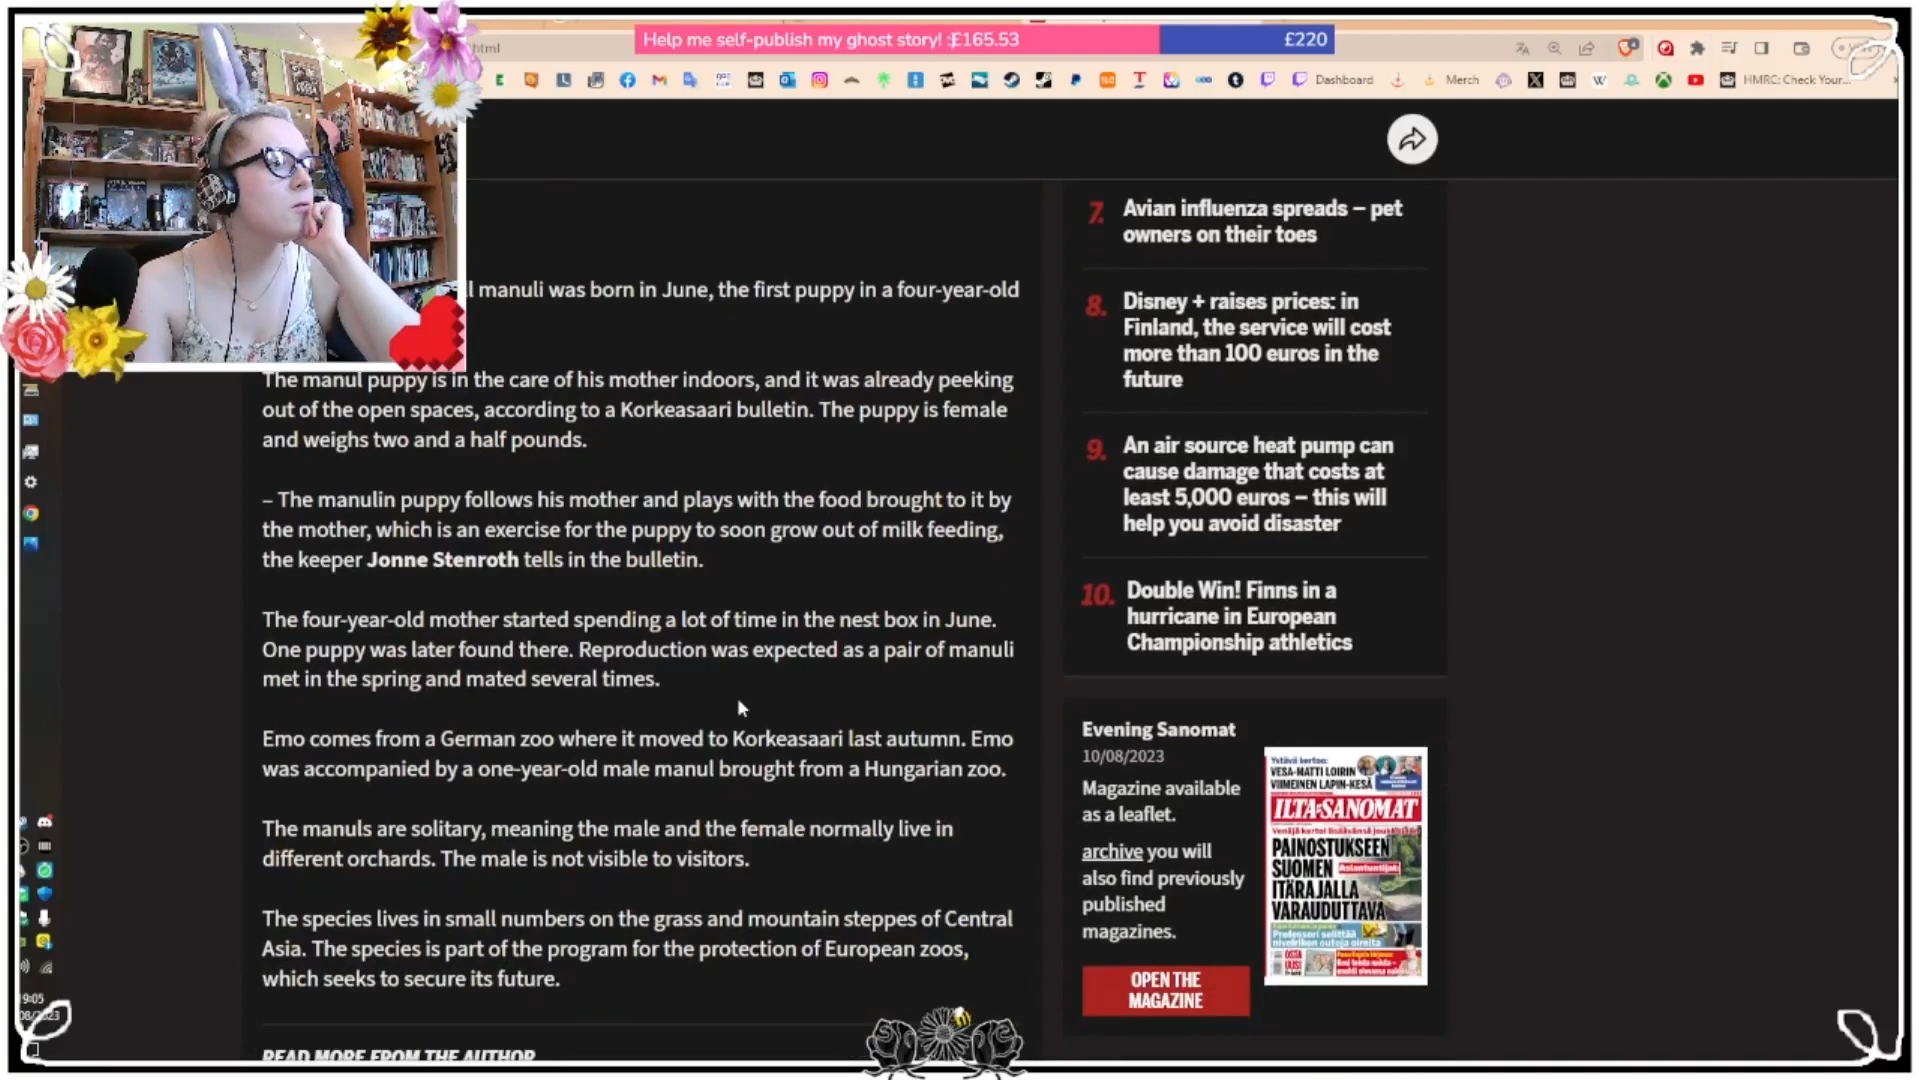 Help me self-publish my ghost story! :£165.53
£220
html
Dashboard
Merch
HMRC: Check Your...
manuli was born in June, the first puppy in a four-year-old
The manul puppy is in the care of his mother indoors, and it was already peeking
out of the open spaces, according to a Korkeasaari bulletin. The puppy is female
and weighs two and a half pounds.
– The manulin puppy follows his mother and plays with the food brought to it by
the mother, which is an exercise for the puppy to soon grow out of milk feeding,
the keeper Jonne Stenroth tells in the bulletin.
The four-year-old mother started spending a lot of time in the nest box in June.
One puppy was later found there. Reproduction was expected as a pair of manuli
met in the spring and mated several times.
Emo comes from a German zoo where it moved to Korkeasaari last autumn. Emo
was accompanied by a one-year-old male manul brought from a Hungarian zoo.
The manuls are solitary, meaning the male and the female normally live in
different orchards. The male is not visible to visitors.
The species lives in small numbers on the grass and mountain steppes of Central
Asia. The species is part of the program for the protection of European zoos,
which seeks to secure its future.
READ MORE FROM THE AUTHOR
7. Avian influenza spreads – pet
owners on their toes
8. Disney + raises prices: in
Finland, the service will cost
more than 100 euros in the
future
9. An air source heat pump can
cause damage that costs at
least 5,000 euros – this will
help you avoid disaster
10. Double Win! Finns in a
hurricane in European
Championship athletics
Evening Sanomat
10/08/2023
Magazine available
as a leaflet.
archive you will
also find previously
published
magazines.
OPEN THE
MAGAZINE
Ystävä kertoo:
VESA-MATTI LOIRIN
VIIMEINEN LAPIN-KESÄ
ILTA-SANOMAT
PAINOSTUKSEEN
SUOMEN
Asiantuntijat:
ITÄRAJALLA
VARAUDUTTAVA